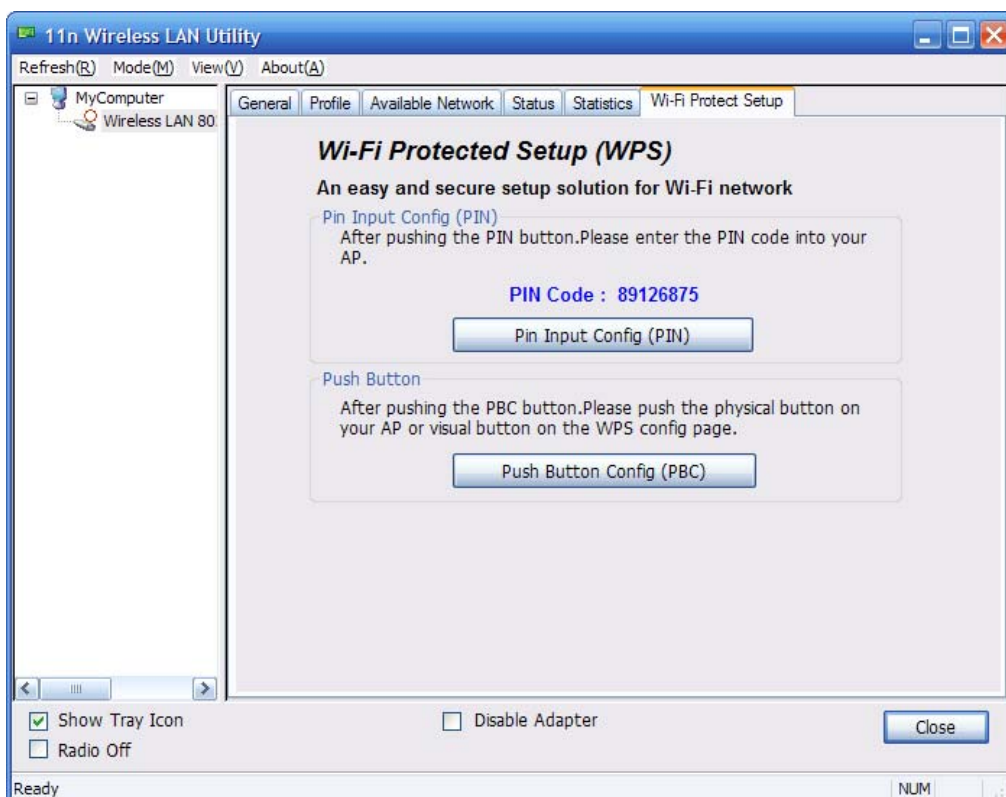 11n Wireless LAN Utility
Refresh(R) Mode(M) View(V) About(A)
MyComputer
Wireless LAN 80
General Profile Available Network Status Statistics Wi-Fi Protect Setup
Wi-Fi Protected Setup (WPS)
An easy and secure setup solution for Wi-Fi network
Pin Input Config (PIN)
After pushing the PIN button.Please enter the PIN code into your
AP.
PIN Code : 89126875
Pin Input Config (PIN)
Push Button
After pushing the PBC button.Please push the physical button on
your AP or visual button on the WPS config page.
Push Button Config (PBC)
Show Tray Icon
Disable Adapter
Close
Radio Off
Ready
NUM